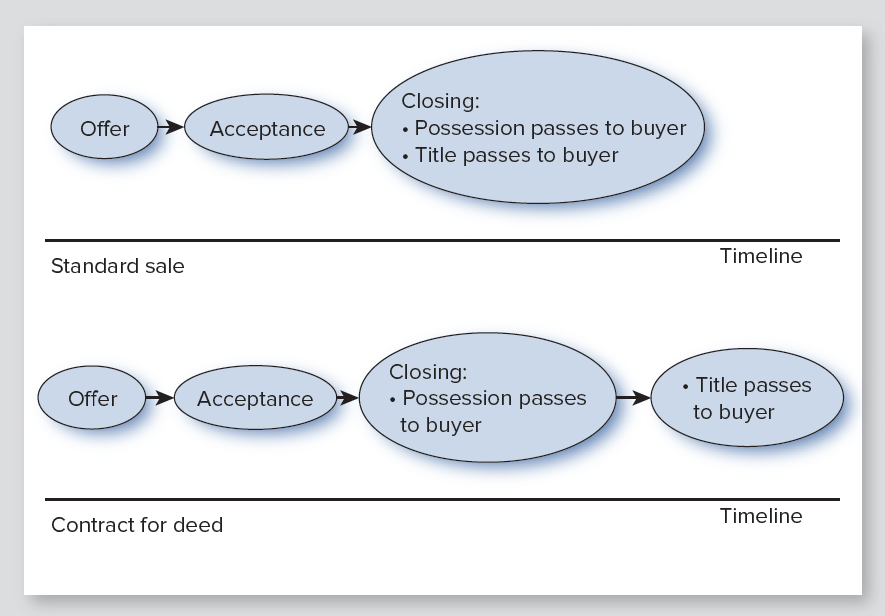 Offer
Acceptance
Closing:
• Possession passes to buyer
• Title passes to buyer
Timeline
Standard sale
Offer
Acceptance
Closing:
• Possession passes
to buyer
• Title passes
to buyer
Timeline
Contract for deed